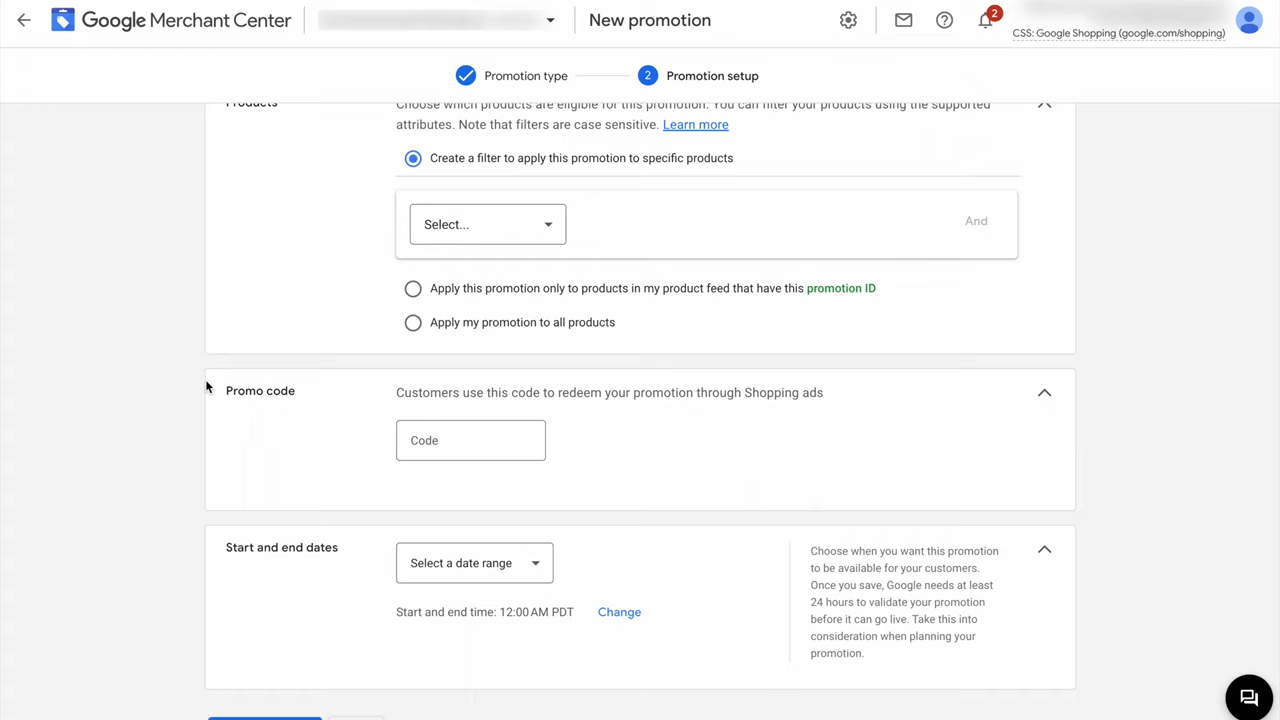 Google Merchant Center
New promotion
2
CSS: Google Shopping (google.com/shopping)
Promotion type
2
Promotion setup
Products
Choose which products are eligible for this promotion. You can filter your products using the supported
attributes. Note that filters are case sensitive. Learn more
Create a filter to apply this promotion to specific products
Select...
And
Apply this promotion only to products in my product feed that have this promotion ID
Apply my promotion to all products
Promo code
Customers use this code to redeem your promotion through Shopping ads
Code
Start and end dates
Select a date range
Start and end time: 12:00 AM PDT
Change
Choose when you want this promotion
to be available for your customers.
Once you save, Google needs at least
24 hours to validate your promotion
before it can go live. Take this into
consideration when planning your
promotion.